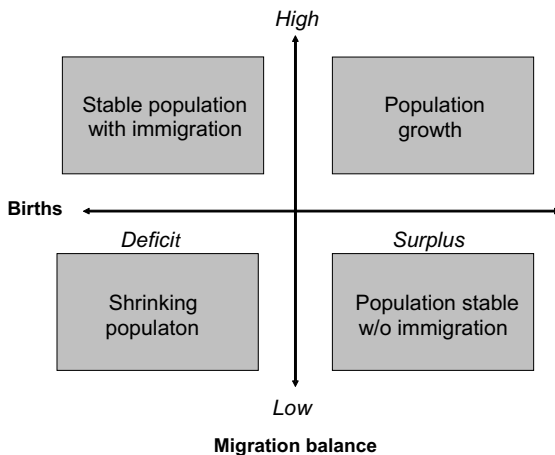 High
Stable population
with immigration
Population
growth
Births
Deficit
Surplus
Shrinking
populaton
Population stable
w/o immigration
Low
Migration balance